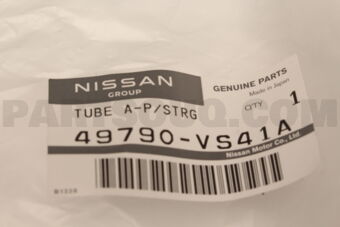 NISSAN
GROUP
GENUINE PARTS
Made in Japan
TUBE A-P/STRG
Q'TY 1
49790-VS41A
Nissan Motor Co., Ltd.